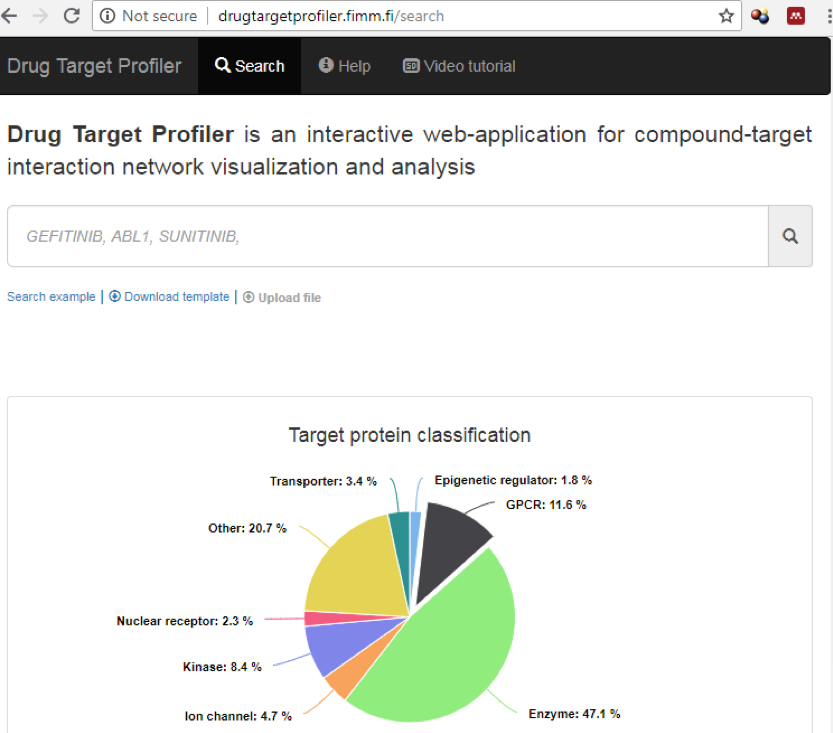 Not secure | drugtargetprofiler.fimm.fi/search
Drug Target Profiler Search Help SD Video tutorial
Drug Target Profiler is an interactive web-application for compound-target
interaction network visualization and analysis
GEFITINIB, ABL1, SUNITINIB,
Search example | Download template | Upload file
Target protein classification
Transporter: 3.4 %
Epigenetic regulator: 1.8 %
GPCR: 11.6 %
Other: 20.7 %
Nuclear receptor: 2.3 %
Kinase: 8.4 %
Ion channel: 4.7 %
Enzyme: 47.1 %